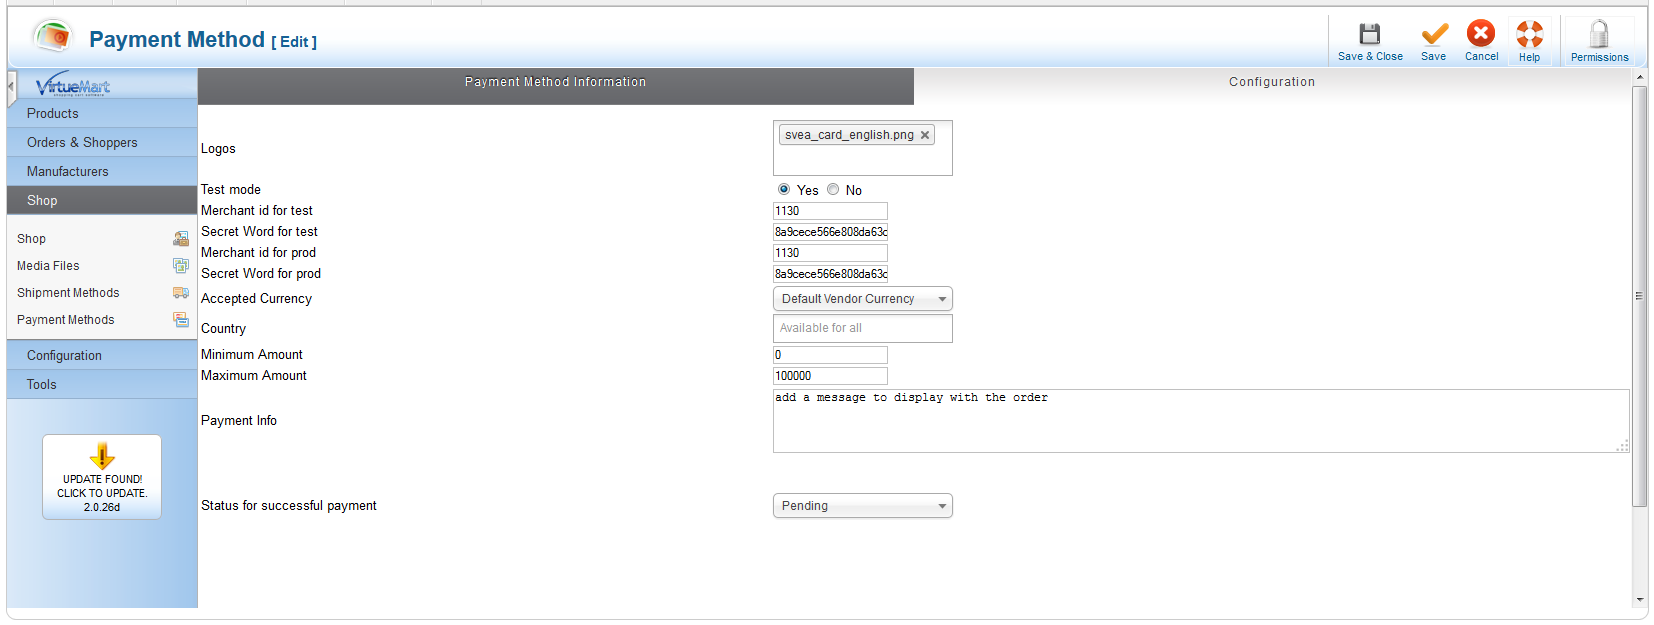 Payment Method [ Edit ]
Save & Close
Save
Cancel
Help
Permissions
VirtueMart
Products
Orders & Shoppers
Manufacturers
Shop
Shop
Media Files
Shipment Methods
Payment Methods
Configuration
Tools
UPDATE FOUND!
CLICK TO UPDATE.
2.0.26d
Payment Method Information
Configuration
Logos
svea_card_english.png
Test mode
Yes No
Merchant id for test
1130
Secret Word for test
8a9cece566e808da63c
Merchant id for prod
1130
Secret Word for prod
8a9cece566e808da63c
Accepted Currency
Default Vendor Currency
Country
Available for all
Minimum Amount
0
Maximum Amount
100000
Payment Info
add a message to display with the order
Status for successful payment
Pending